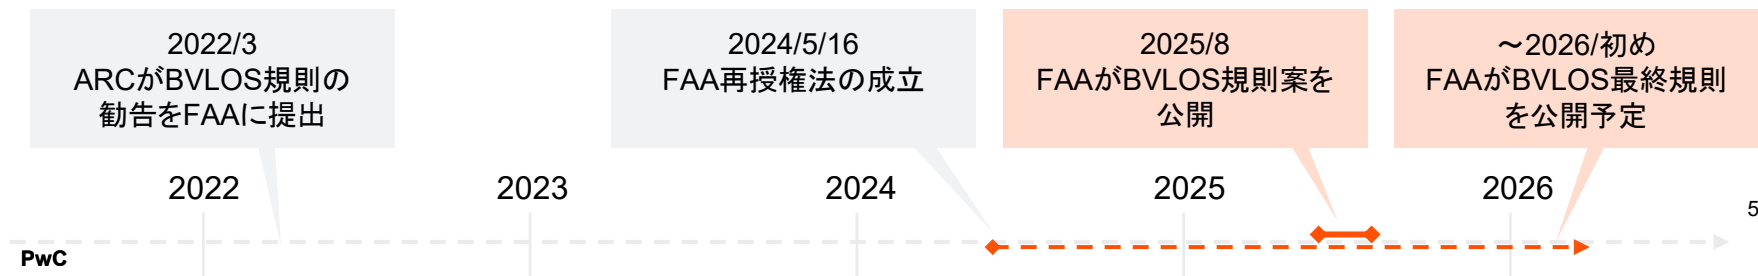 2022/3
ARCがBVLOS規則の
勧告をFAAに提出
2024/5/16
FAA再授権法の成立
2025/8
FAAがBVLOS規則案を
公開
～2026/初め
FAAがBVLOS最終規則
を公開予定
2022
2023
2024
2025
2026
5
PwC